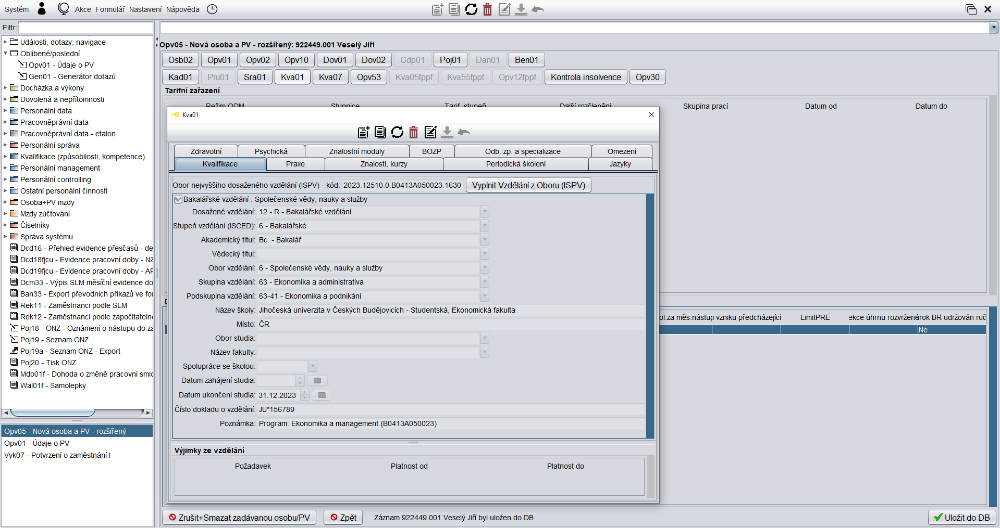 Systém Akce Formulář Nastavení Nápověda
Filtr:
Události, dotazy, navigace
Oblíbené/poslední
Opv01 - Údaje o PV
Gen01 - Generátor dotazů
Docházka a výkony
Dovolená a nepřítomnosti
Personální data
Pracovněprávní data
Pracovněprávní data - etalon
Personální správa
Kvalifikace (způsobilosti, kompetence)
Personální management
Personální controlling
Ostatní personální činnosti
Osoba+PV mzdy
Mzdy zúčtování
Číselníky
Správa systému
Dcd16 - Přehled evidence přesčasů - de
Dcd18fjcu - Evidence pracovní doby - NZ
Dcd19fjcu - Evidence pracovní doby - AF
Dcm33 - Výpis SLM měsíční evidence do
Ban33 - Export převodních příkazů ve for
Rek11 - Zaměstnanci podle SLM
Rek12 - Zaměstnanci podle započitatelne
Poj18 - ONZ - Oznámení o nástupu do za
Poj19 - Seznam ONZ
Poj19a - Seznam ONZ - Export
Poj20 - Tisk ONZ
Mdo01f - Dohoda o změně pracovní smlo
Wal01f - Samolepky
Opv05 - Nová osoba a PV - rozšířený
Opv01 - Údaje o PV
Vyk07 - Potvrzení o zaměstnání I
Opv05 - Nová osoba a PV - rozšířený: 922449.001 Veselý Jiří
Osb02 Opv01 Opv02 Opv10 Dov01 Dov02 Gdp01 Poj01 Dan01 Ben01
Kad01 Pru01 Sra01 Kva01 Kva07 Opv53 Kva05fppf Kva55fppf Opv12fppf Kontrola insolvence Opv30
Tarifní zařazení
Režim ODM Stupnice Tarif. stupeň Další rozčlenění Skupina prací Datum od Datum do
Kva01
Zdravotní Psychická Znalostní moduly BOZP Odb. zp. a specializace Omezení
Kvalifikace Praxe Znalosti, kurzy Periodická školení Jazyky
Obor nejvyššího dosaženého vzdělání (ISPV) - kód: 2023.12510.0.B0413A050023.1630 Vyplnit Vzdělání z Oboru (ISPV)
Bakalářské vzdělání : Společenské vědy, nauky a služby
Dosažené vzdělání: 12 - R - Bakalářské vzdělání
Stupeň vzdělání (ISCED): 6 - Bakalářské
Akademický titul: Bc. - Bakalář
Vědecký titul:
Obor vzdělání: 6 - Společenské vědy, nauky a služby
Skupina vzdělání: 63 - Ekonomika a administrativa
Podskupina vzdělání: 63-41 - Ekonomika a podnikání
Název školy: Jihočeská univerzita v Českých Budějovicích - Studentská, Ekonomická fakulta
Místo: ČR
Obor studia:
Název fakulty:
Spolupráce se školou:
Datum zahájení studia:
Datum ukončení studia: 31.12.2023
Číslo dokladu o vzdělání: JU*156789
Poznámka: Program: Ekonomika a management (B0413A050023)
Výjimky ze vzdělání
Požadavek Platnost od Platnost do
ol.za měs.nástup vzniku předcházející LimitPRE ekce úhrnu rozvržené rok BR udržován ruč
Ne
Zrušit+Smazat zadávanou osobu/PV Zpět Záznam 922449.001 Veselý Jiří byl uložen do DB Uložit do DB